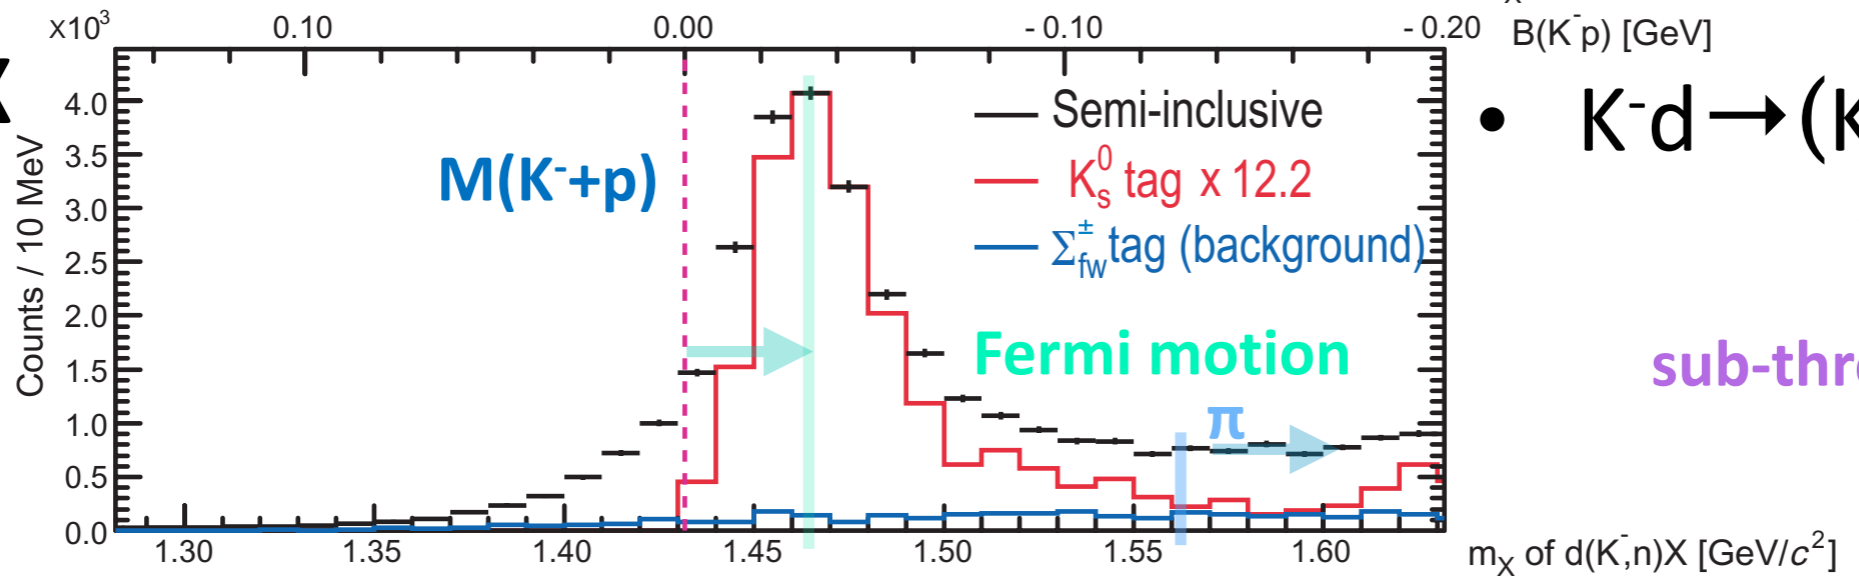 ×10³ 0.10 0.00 -0.10 -0.20 B(K⁻p) [GeV]
X
4.0
3.5
3.0
2.5
2.0
1.5
1.0
0.5
0.0
Counts / 10 MeV
M(K⁻+p)
Semi-inclusive
K⁰ₛ tag x 12.2
Σ±fw tag (background)
Fermi motion
π
1.30 1.35 1.40 1.45 1.50 1.55 1.60
mX of d(K⁻,n)X [GeV/c²]
• K⁻d→(K
sub-thr